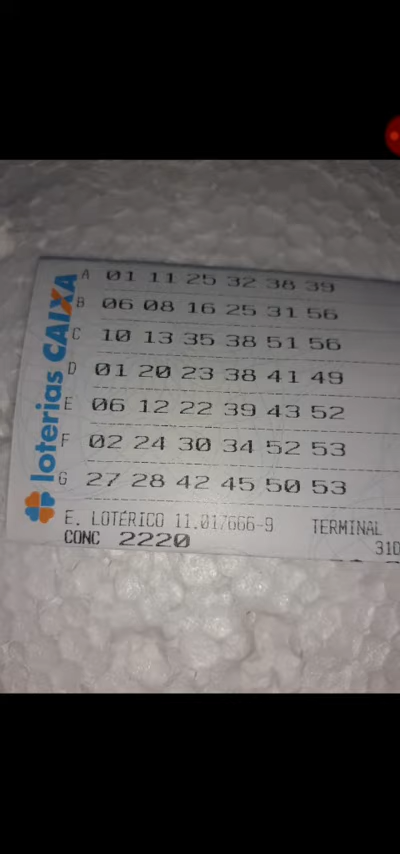 loterias CAIXA
A 01 11 25 32 38 39
B 06 08 16 25 31 56
C 10 13 35 38 51 56
D 01 20 23 38 41 49
E 06 12 22 39 43 52
F 02 24 30 34 52 53
G 27 28 42 45 50 53
E. LOTÉRICO 11.017666-9 TERMINAL
CONC 2220 310